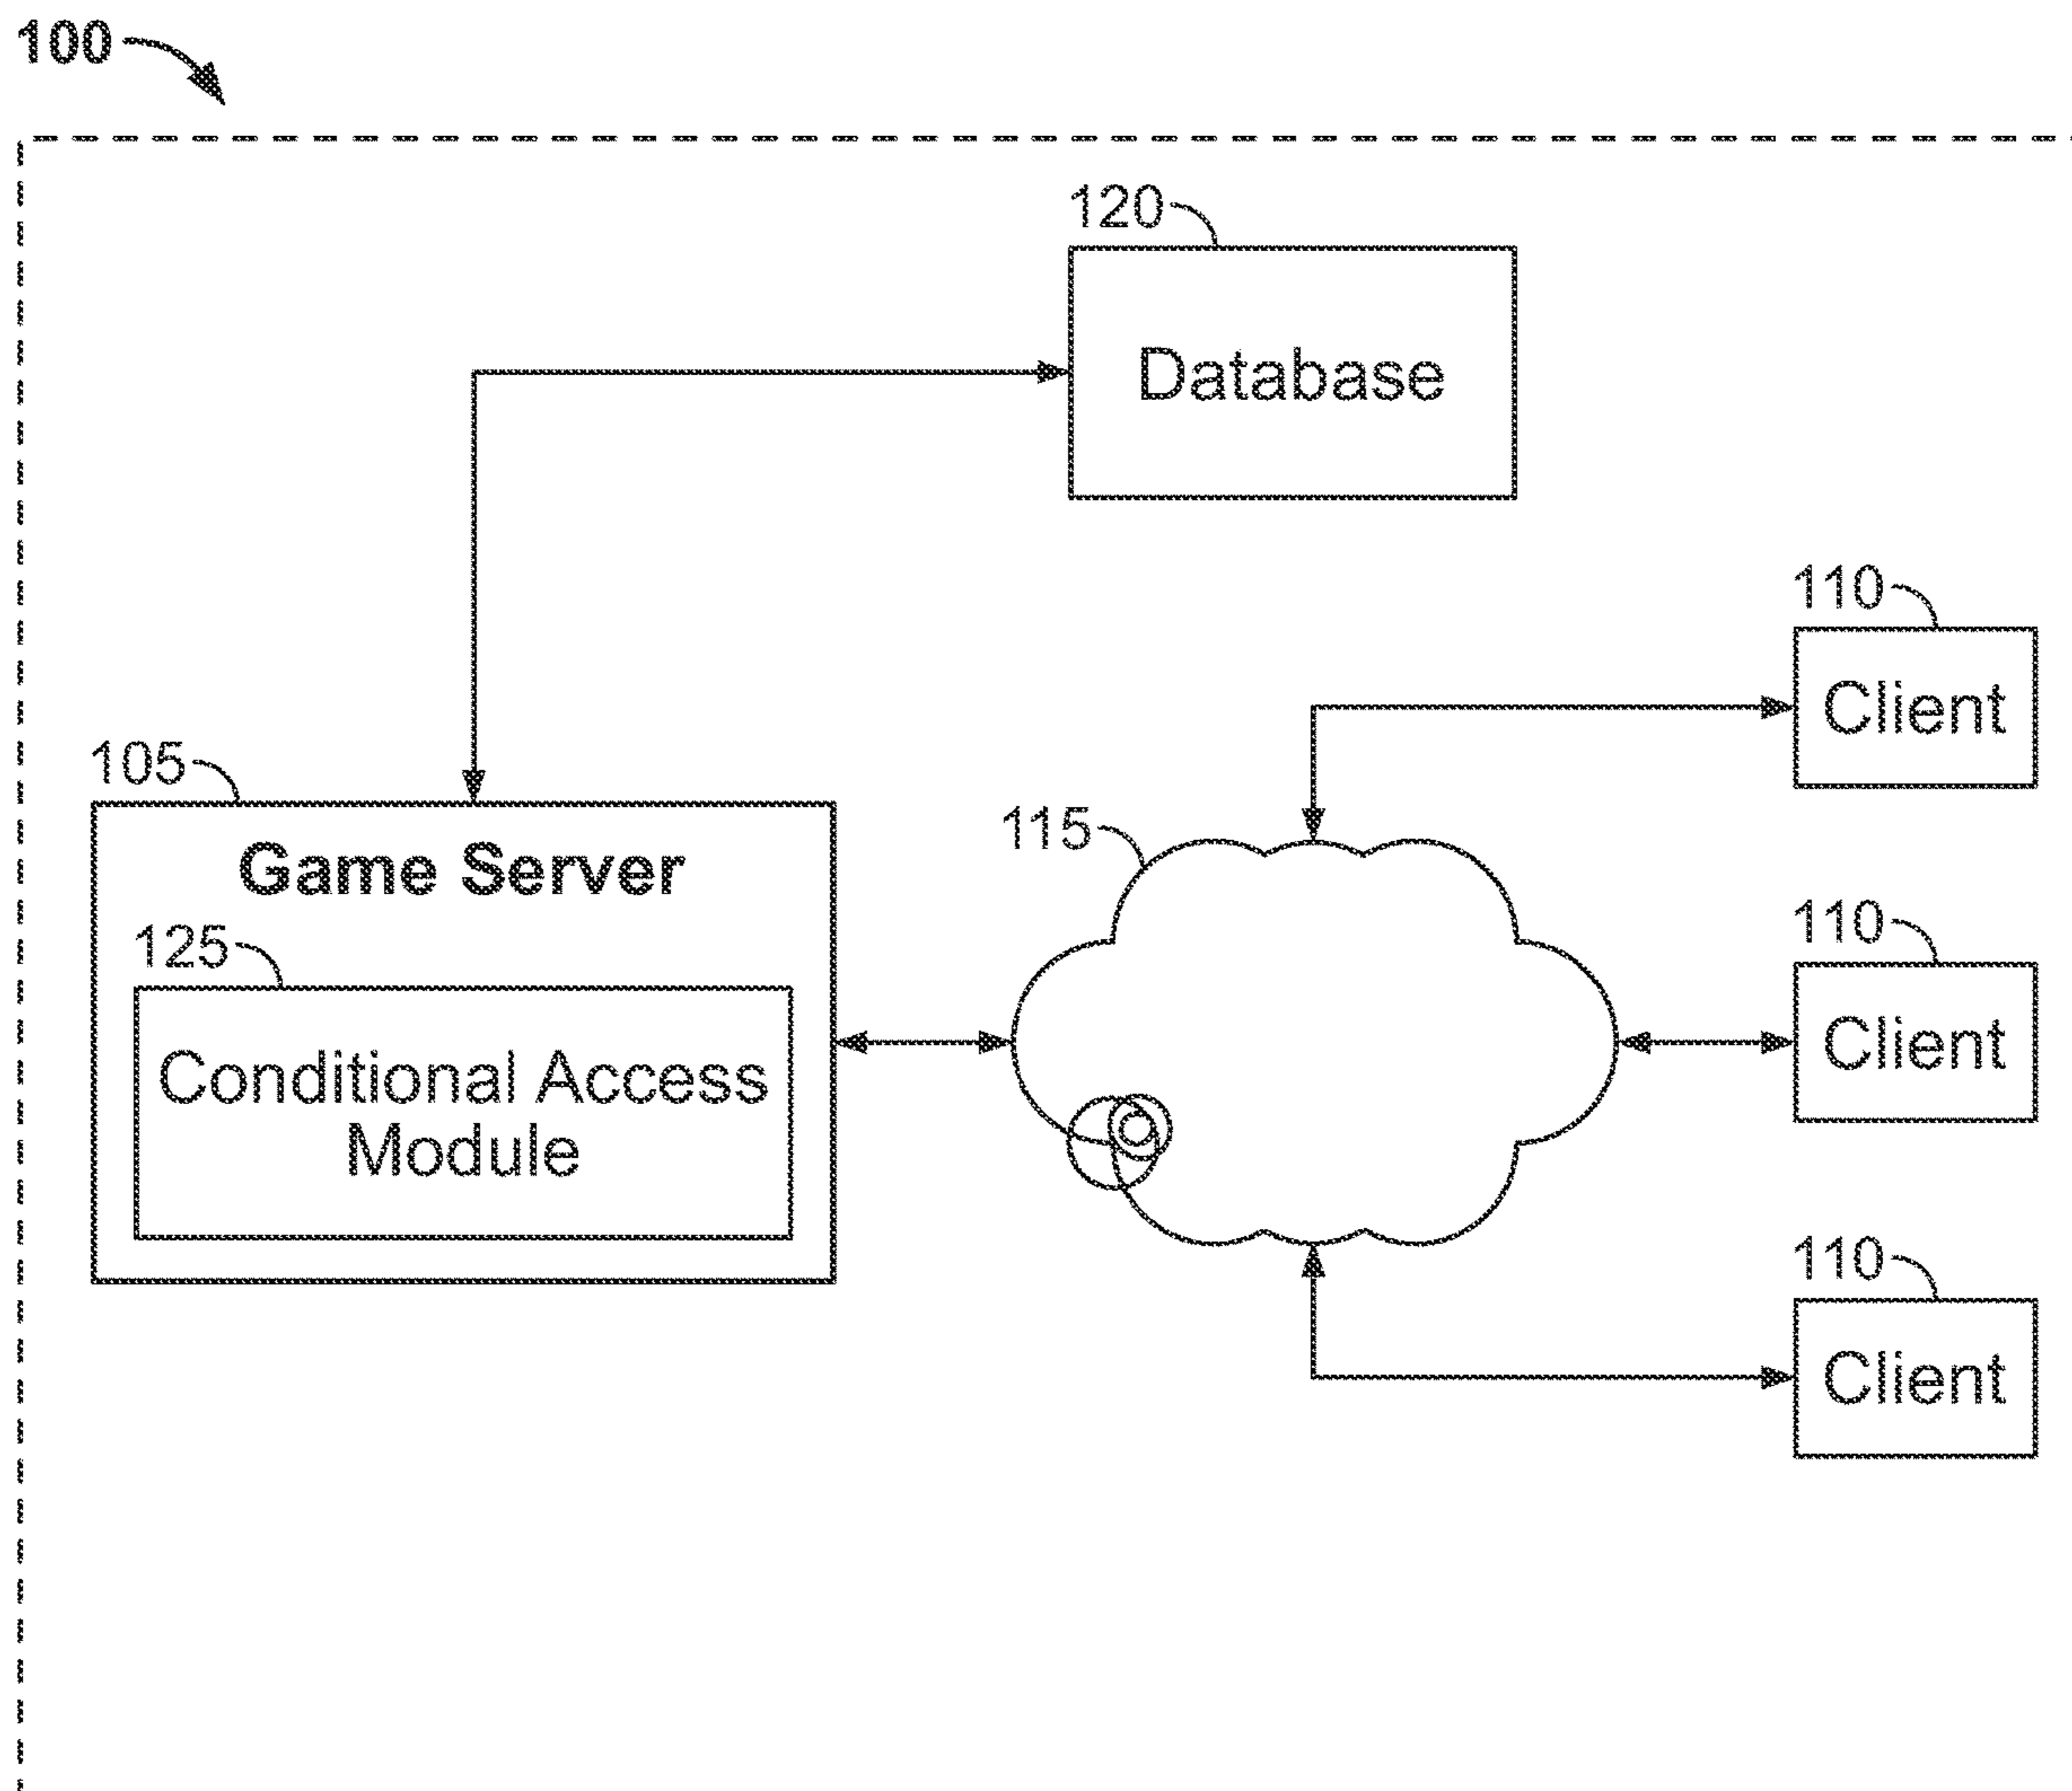 100
120
Database
110
Client
105
Game Server
115
125
Conditional Access
Module
110
Client
110
Client